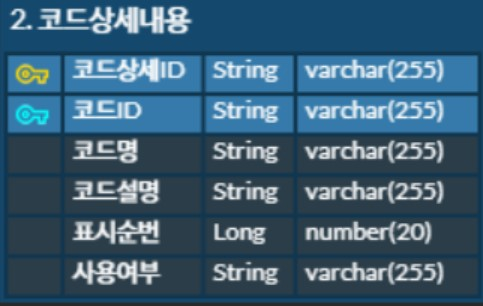 2. 코드상세내용
코드상세ID String varchar(255)
코드ID String varchar(255)
코드명 String varchar(255)
코드설명 String varchar(255)
표시순번 Long number(20)
사용여부 String varchar(255)